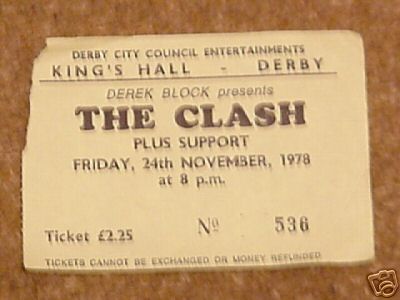 DERBY CITY COUNCIL ENTERTAINMENTS
KING'S HALL - DERBY
DEREK BLOCK presents
THE CLASH
PLUS SUPPORT
FRIDAY, 24th NOVEMBER, 1978
at 8 p.m.
Ticket £2.25 No 536
TICKETS CANNOT BE EXCHANGED OR MONEY REFUNDED